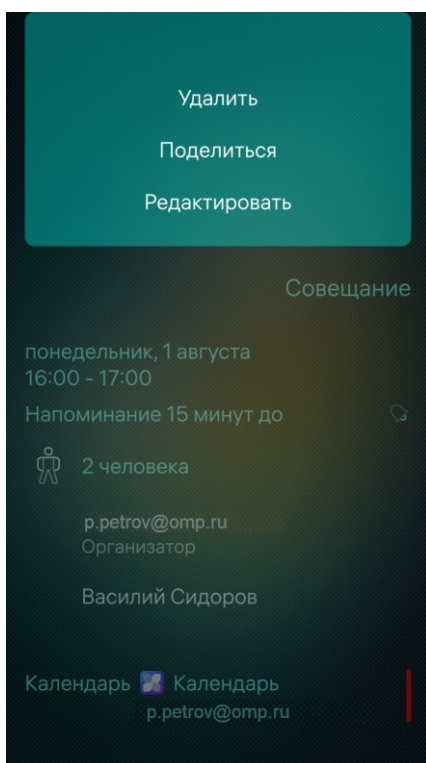 Удалить
Поделиться
Редактировать
Совещание
понедельник, 1 августа
16:00 - 17:00
Напоминание 15 минут до
2 человека
p.petrov@omp.ru
Организатор
Василий Сидоров
Календарь Календарь
p.petrov@omp.ru